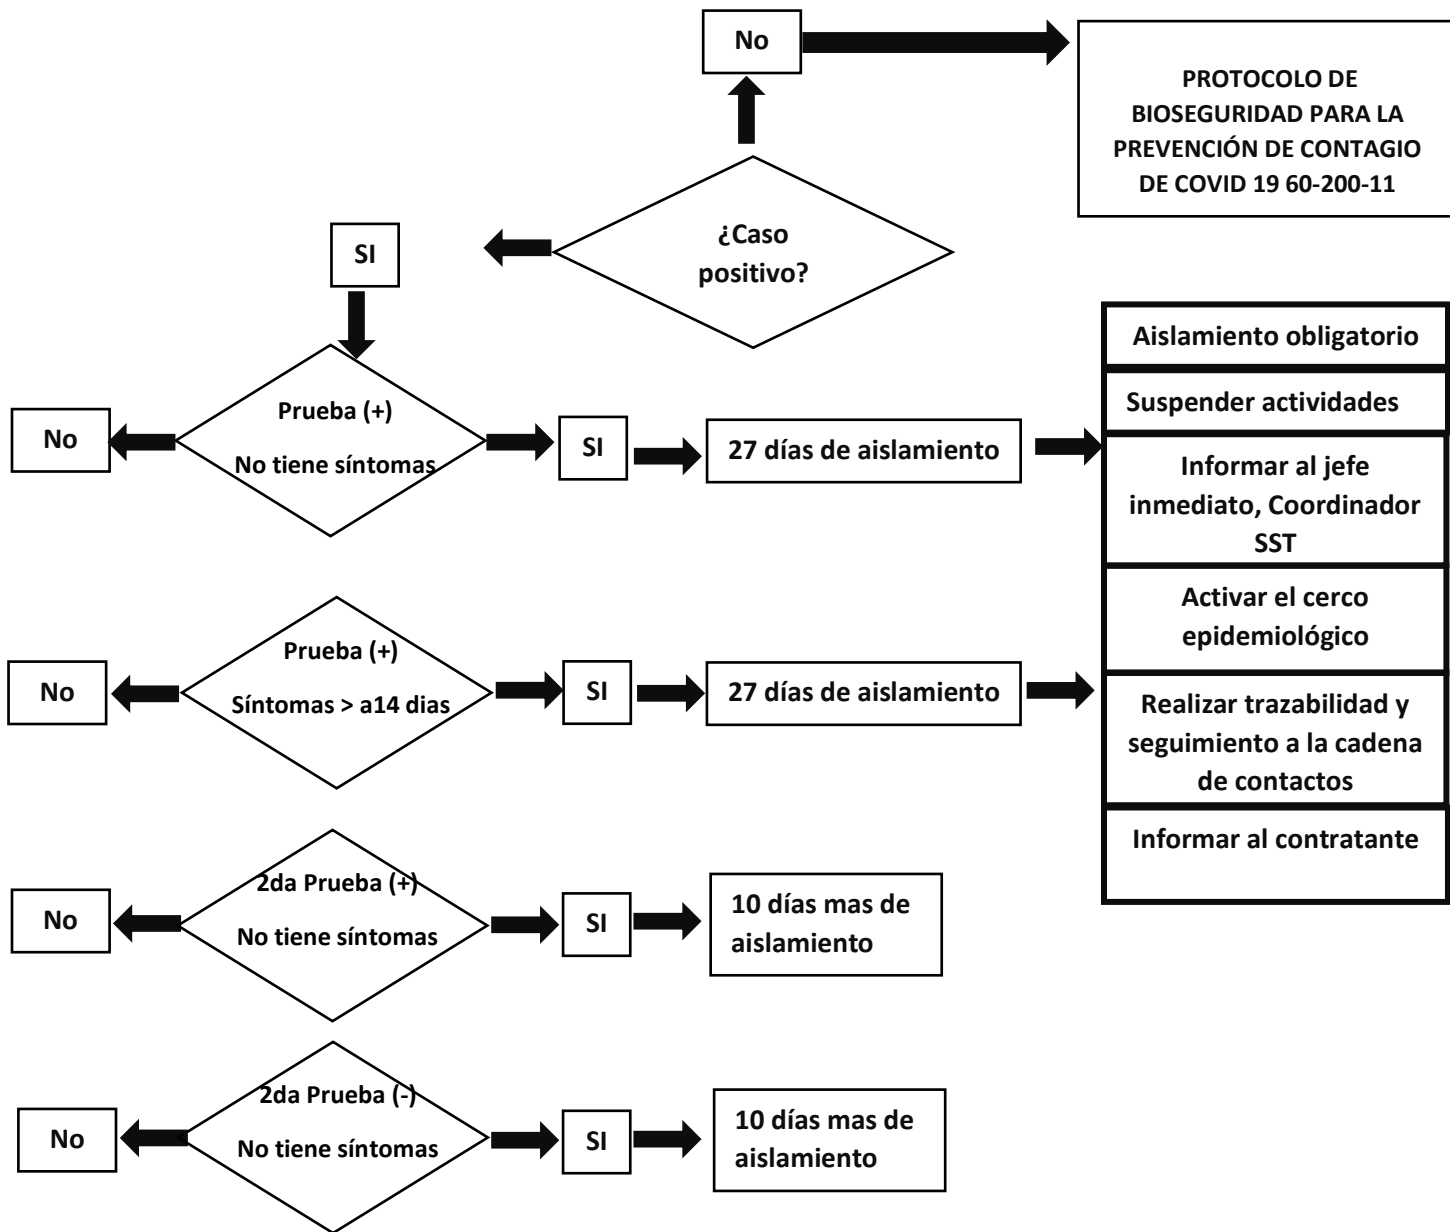 No
PROTOCOLO DE
BIOSEGURIDAD PARA LA
PREVENCIÓN DE CONTAGIO
DE COVID 19 60-200-11
¿Caso
positivo?
SI
Prueba (+)
No tiene síntomas
No
SI
27 días de aislamiento
Aislamiento obligatorio
Suspender actividades
Informar al jefe
inmediato, Coordinador
SST
Activar el cerco
epidemiológico
Realizar trazabilidad y
seguimiento a la cadena
de contactos
Informar al contratante
Prueba (+)
Síntomas > a14 dias
No
SI
27 días de aislamiento
2da Prueba (+)
No tiene síntomas
No
SI
10 días mas de
aislamiento
2da Prueba (-)
No tiene síntomas
No
SI
10 días mas de
aislamiento